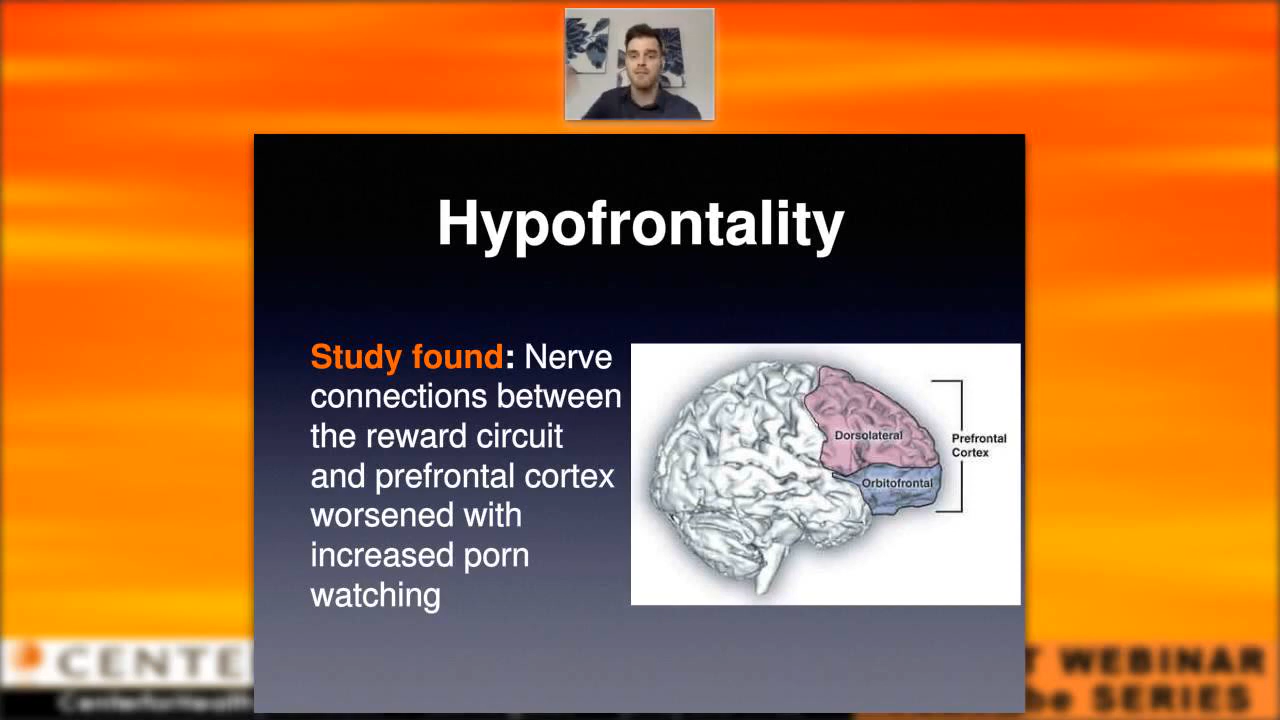 Hypofrontality
Study found: Nerve
connections between
the reward circuit
and prefrontal cortex
worsened with
increased porn
watching
Dorsolateral
Orbitofrontal
Prefrontal
Cortex
WEBINAR
SERIES